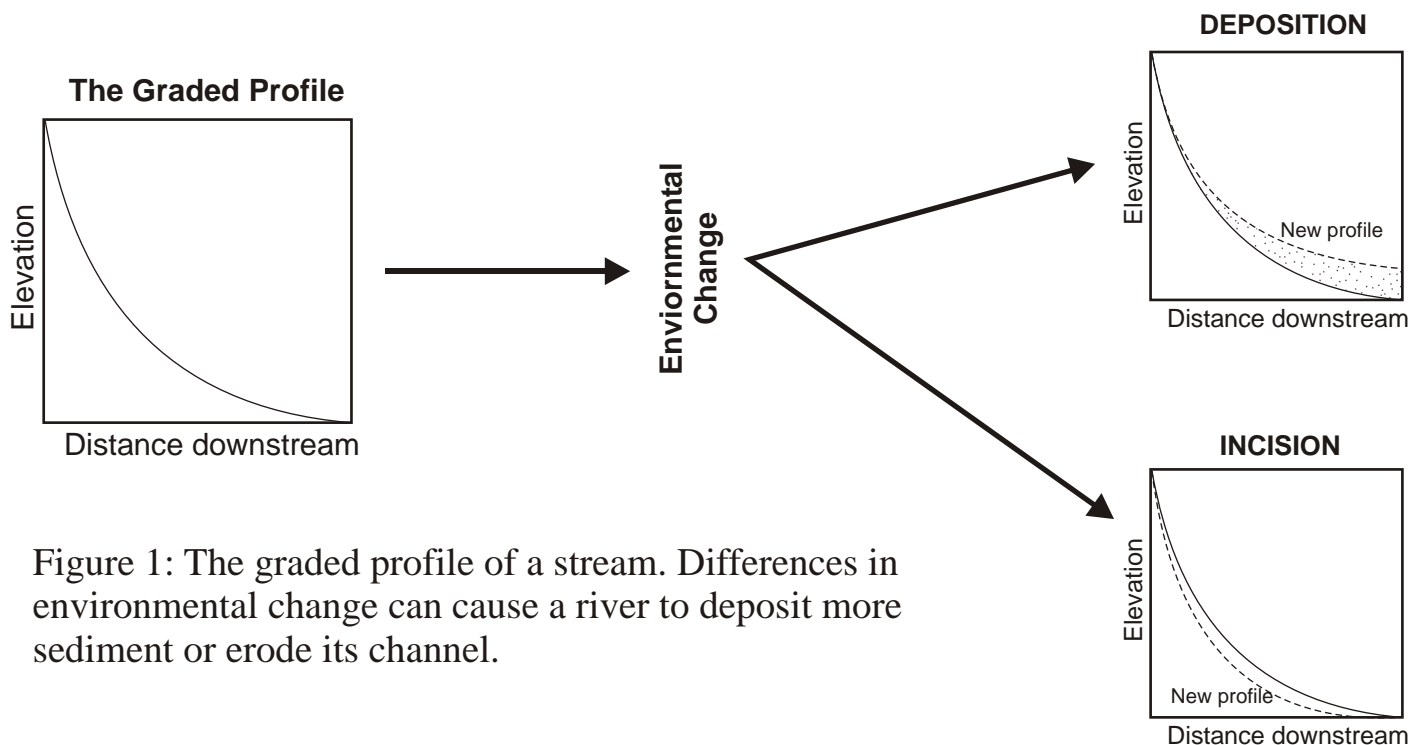 The Graded Profile
Elevation
Distance downstream
Enviornmental
Change
DEPOSITION
Elevation
New profile
Distance downstream
INCISION
Elevation
New profile
Distance downstream
Figure 1: The graded profile of a stream. Differences in
environmental change can cause a river to deposit more
sediment or erode its channel.